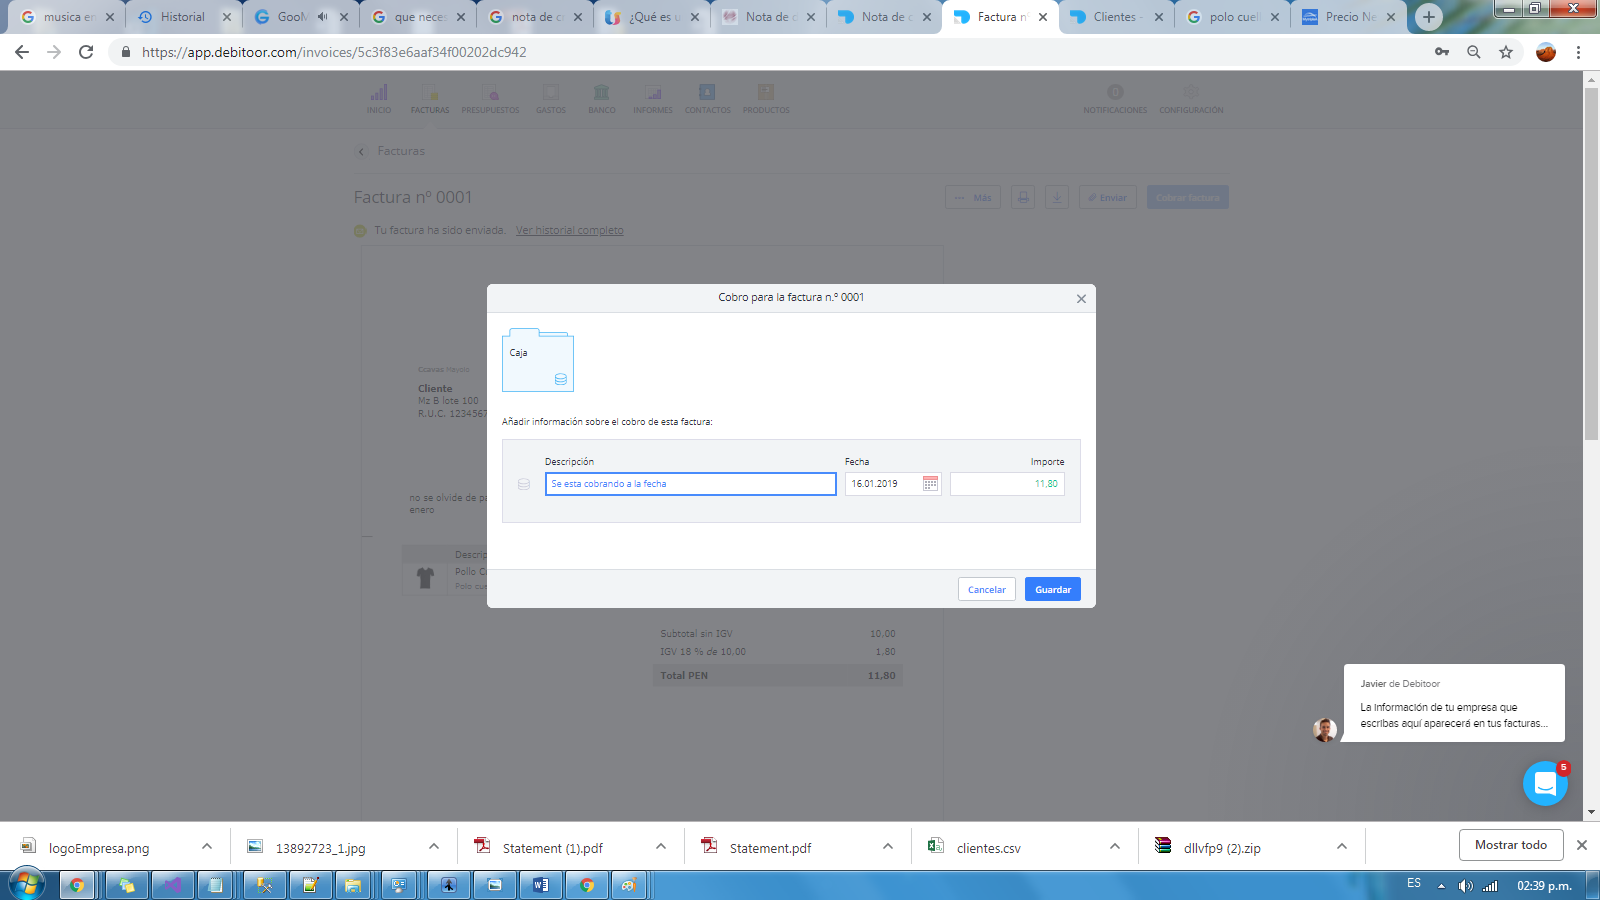 musica en
Historial
GooM
que neces
nota de c
¿Qué es u
Nota de
Nota de
Factura n
Clientes -
polo cuel
Precio Ne
https://app.debitoor.com/invoices/5c3f83e6aaf34f00202dc942
INICIO
FACTURAS
PRESUPUESTOS
GASTOS
BANCO
INFORMES
CONTACTOS
PRODUCTOS
NOTIFICACIONES
CONFIGURACIÓN
Facturas
Factura nº 0001
Más
Enviar
Cobrar factura
Tu factura ha sido enviada. Ver historial completo
Cobro para la factura n.º 0001
Caja
Añadir información sobre el cobro de esta factura:
Descripción
Fecha
Importe
Se esta cobrando a la fecha
16.01.2019
11,80
Cancelar
Guardar
Cliente
Mz B lote 100
R.U.C. 1234567
no se olvide de pa
enero
Descrip
Pollo C
Polo cue
Subtotal sin IGV 10,00
IGV 18 % de 10,00 1,80
Total PEN 11,80
Javier de Debitoor
La información de tu empresa que
escribas aquí aparecerá en tus facturas...
5
logoEmpresa.png
13892723_1.jpg
Statement (1).pdf
Statement.pdf
clientes.csv
dllvfp9 (2).zip
Mostrar todo
ES
02:39 p.m.